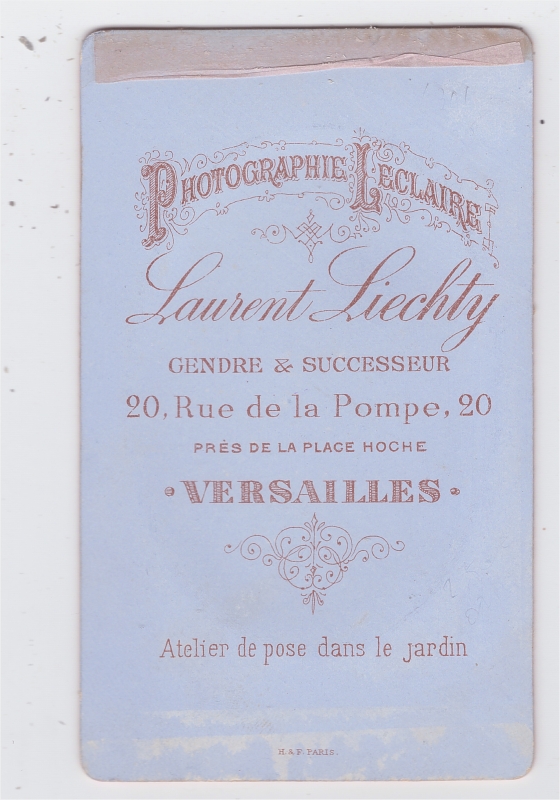 PHOTOGRAPHIE LECLAIRE
Laurent Liechty
GENDRE & SUCCESSEUR
20, Rue de la Pompe, 20
PRÈS DE LA PLACE HOCHE
VERSAILLES
Atelier de pose dans le jardin
H. & F. PARIS.